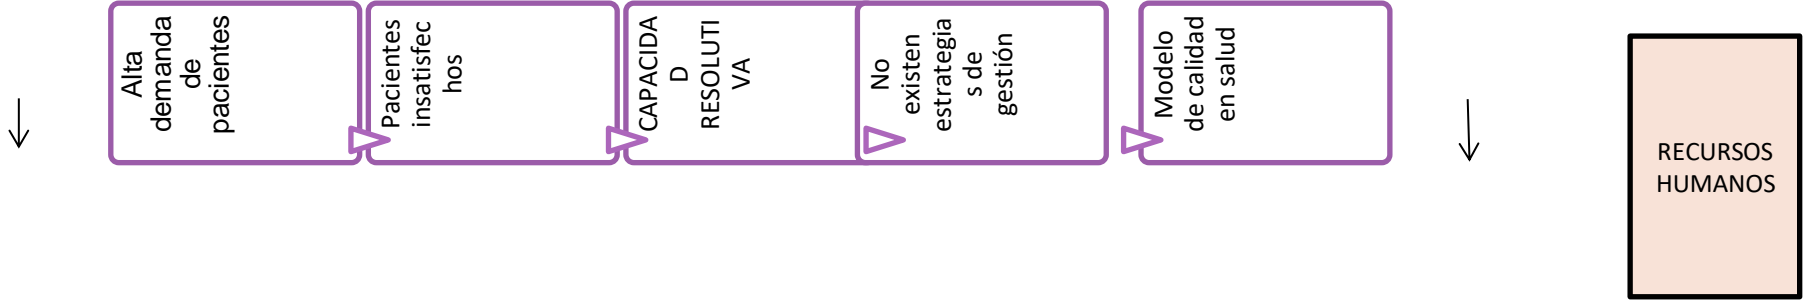 Alta
demanda
de
pacientes
Pacientes
insatisfec
hos
CAPACIDA
D
RESOLUTI
VA
No
existen
estrategia
s de
gestión
Modelo
de calidad
en salud
RECURSOS
HUMANOS